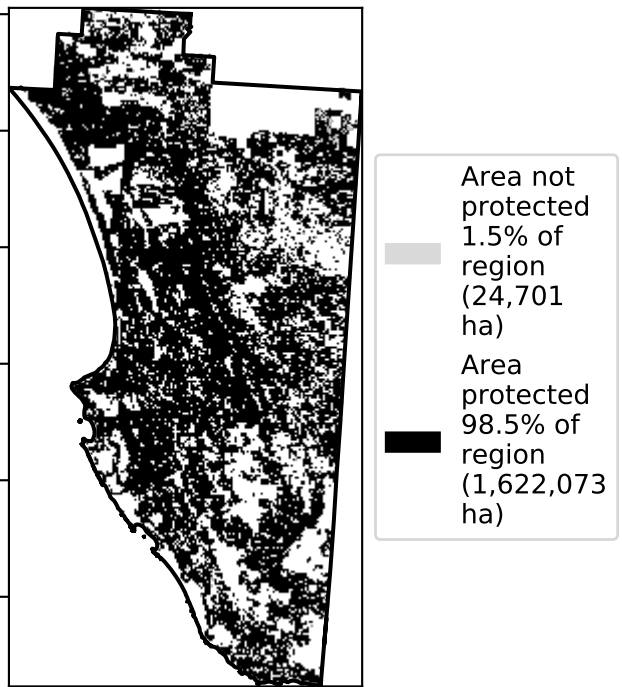 Area not
protected
1.5% of
region
(24,701
ha)
Area
protected
98.5% of
region
(1,622,073
ha)